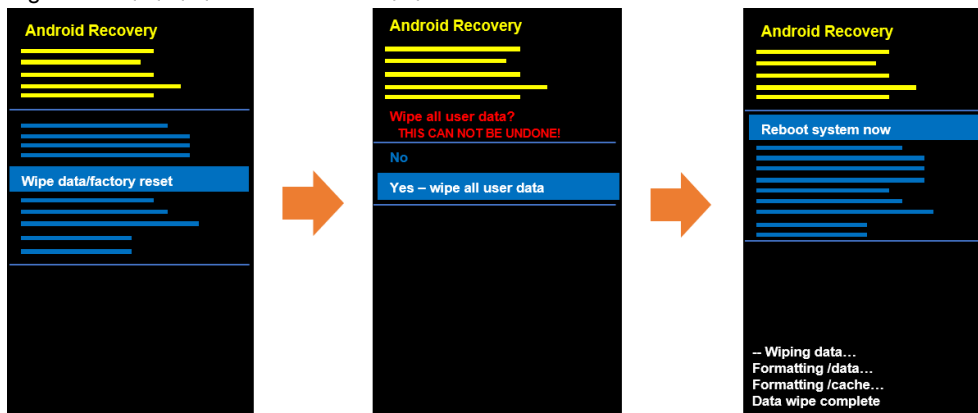 Android Recovery
Wipe data/factory reset
Android Recovery
Wipe all user data?
THIS CAN NOT BE UNDONE!
No
Yes – wipe all user data
Android Recovery
Reboot system now
-- Wiping data…
Formatting /data…
Formatting /cache…
Data wipe complete